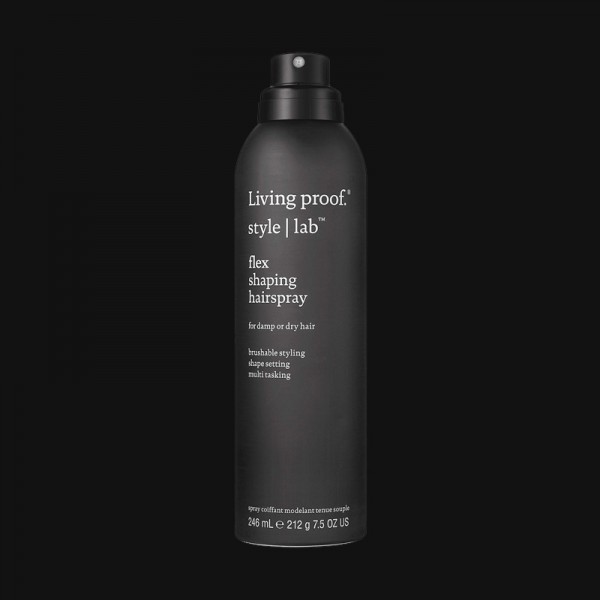 Living proof.®
style | lab™
flex
shaping
hairspray
for damp or dry hair
brushable styling
shape setting
multi tasking
spray coiffant modelant tenue souple
246 mL ℮ 212 g 7.5 OZ US